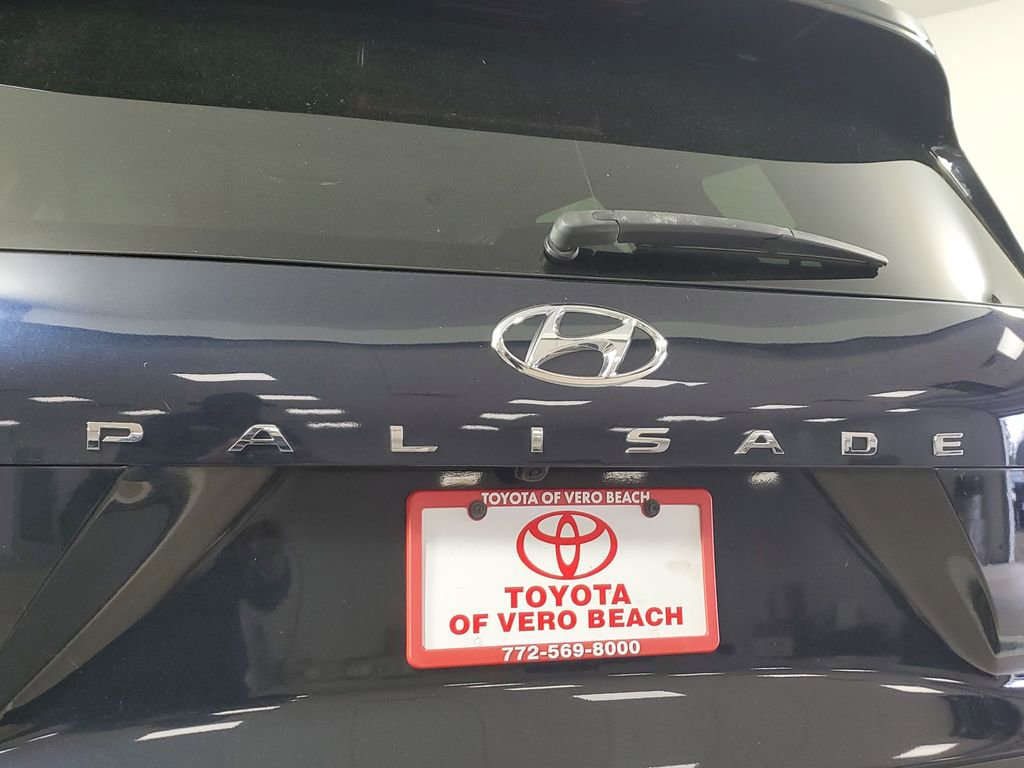 PALISADE
TOYOTA OF VERO BEACH
TOYOTA
OF VERO BEACH
772-569-8000